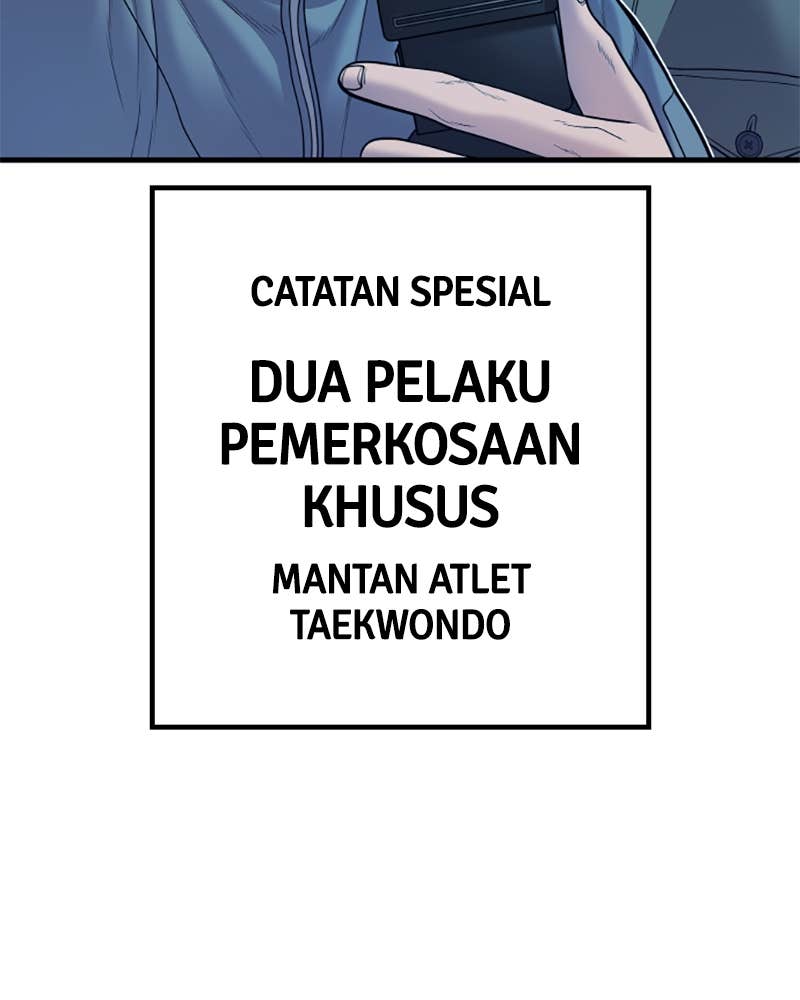 CATATAN SPESIAL
DUA PELAKU
PEMERKOSAAN
KHUSUS
MANTAN ATLET
TAEKWONDO